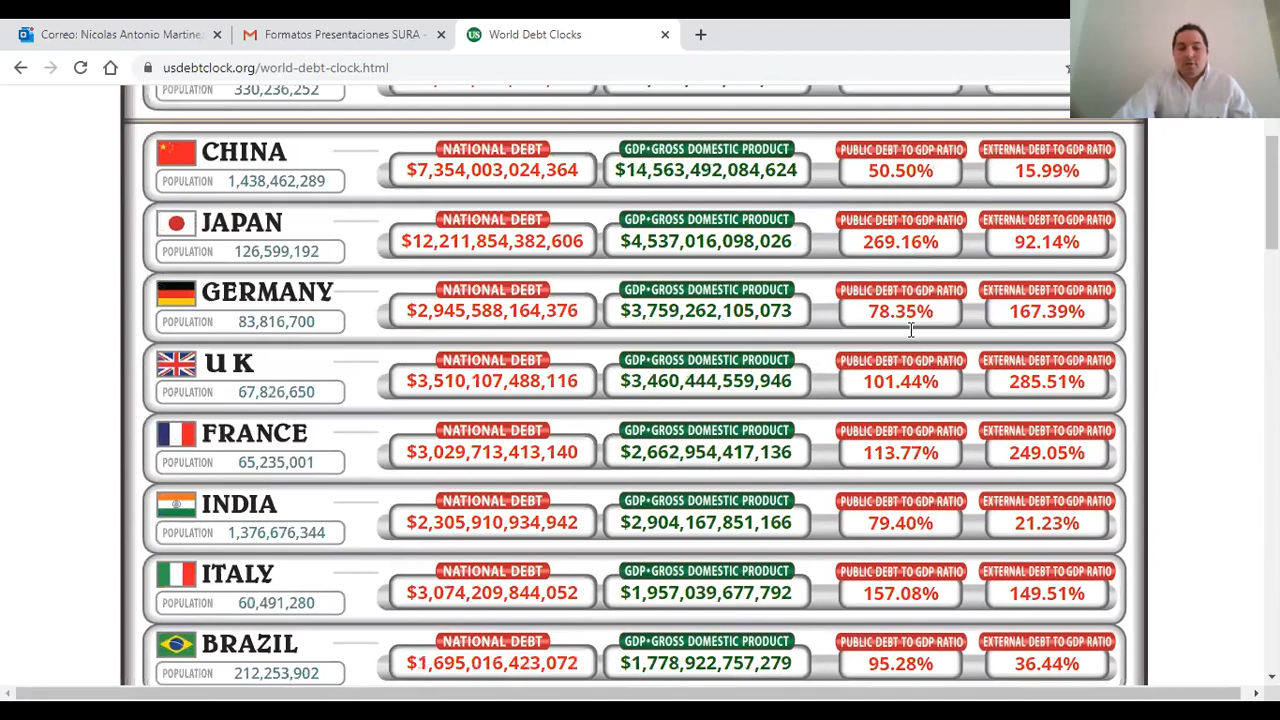 Correo: Nicolas Antonio Martine
Formatos Presentaciones SURA -
US World Debt Clocks
usdebtclock.org/world-debt-clock.html
POPULATION 330,236,252
CHINA
POPULATION 1,438,462,289
NATIONAL DEBT
$7,354,003,024,364
GDP•GROSS DOMESTIC PRODUCT
$14,563,492,084,624
PUBLIC DEBT TO GDP RATIO
50.50%
EXTERNAL DEBT TO GDP RATIO
15.99%
JAPAN
POPULATION 126,599,192
NATIONAL DEBT
$12,211,854,382,606
GDP•GROSS DOMESTIC PRODUCT
$4,537,016,098,026
PUBLIC DEBT TO GDP RATIO
269.16%
EXTERNAL DEBT TO GDP RATIO
92.14%
GERMANY
POPULATION 83,816,700
NATIONAL DEBT
$2,945,588,164,376
GDP•GROSS DOMESTIC PRODUCT
$3,759,262,105,073
PUBLIC DEBT TO GDP RATIO
78.35%
EXTERNAL DEBT TO GDP RATIO
167.39%
UK
POPULATION 67,826,650
NATIONAL DEBT
$3,510,107,488,116
GDP•GROSS DOMESTIC PRODUCT
$3,460,444,559,946
PUBLIC DEBT TO GDP RATIO
101.44%
EXTERNAL DEBT TO GDP RATIO
285.51%
FRANCE
POPULATION 65,235,001
NATIONAL DEBT
$3,029,713,413,140
GDP•GROSS DOMESTIC PRODUCT
$2,662,954,417,136
PUBLIC DEBT TO GDP RATIO
113.77%
EXTERNAL DEBT TO GDP RATIO
249.05%
INDIA
POPULATION 1,376,676,344
NATIONAL DEBT
$2,305,910,934,942
GDP•GROSS DOMESTIC PRODUCT
$2,904,167,851,166
PUBLIC DEBT TO GDP RATIO
79.40%
EXTERNAL DEBT TO GDP RATIO
21.23%
ITALY
POPULATION 60,491,280
NATIONAL DEBT
$3,074,209,844,052
GDP•GROSS DOMESTIC PRODUCT
$1,957,039,677,792
PUBLIC DEBT TO GDP RATIO
157.08%
EXTERNAL DEBT TO GDP RATIO
149.51%
BRAZIL
POPULATION 212,253,902
NATIONAL DEBT
$1,695,016,423,072
GDP•GROSS DOMESTIC PRODUCT
$1,778,922,757,279
PUBLIC DEBT TO GDP RATIO
95.28%
EXTERNAL DEBT TO GDP RATIO
36.44%